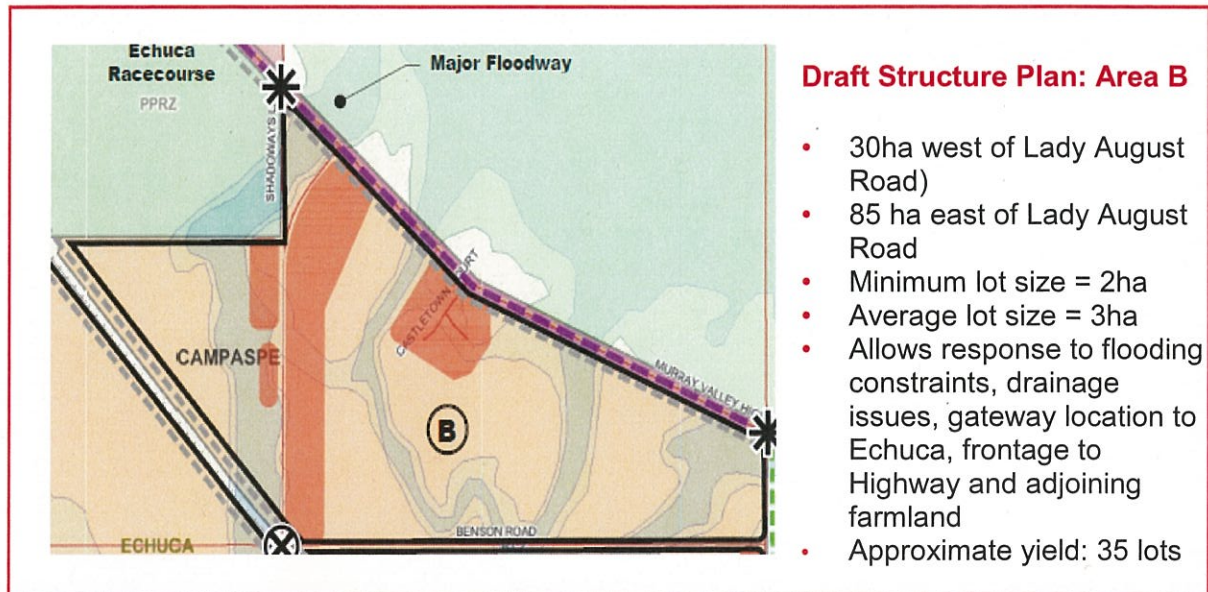 Echuca
Racecourse
PPRZ
Major Floodway
SHADOWAYS
CASTLETOWN COURT
CAMPASPE
MURRAY VALLEY HIG
B
BENSON ROAD
ECHUCA
Draft Structure Plan: Area B
• 30ha west of Lady August
Road)
• 85 ha east of Lady August
Road
• Minimum lot size = 2ha
• Average lot size = 3ha
• Allows response to flooding
constraints, drainage
issues, gateway location to
Echuca, frontage to
Highway and adjoining
farmland
• Approximate yield: 35 lots